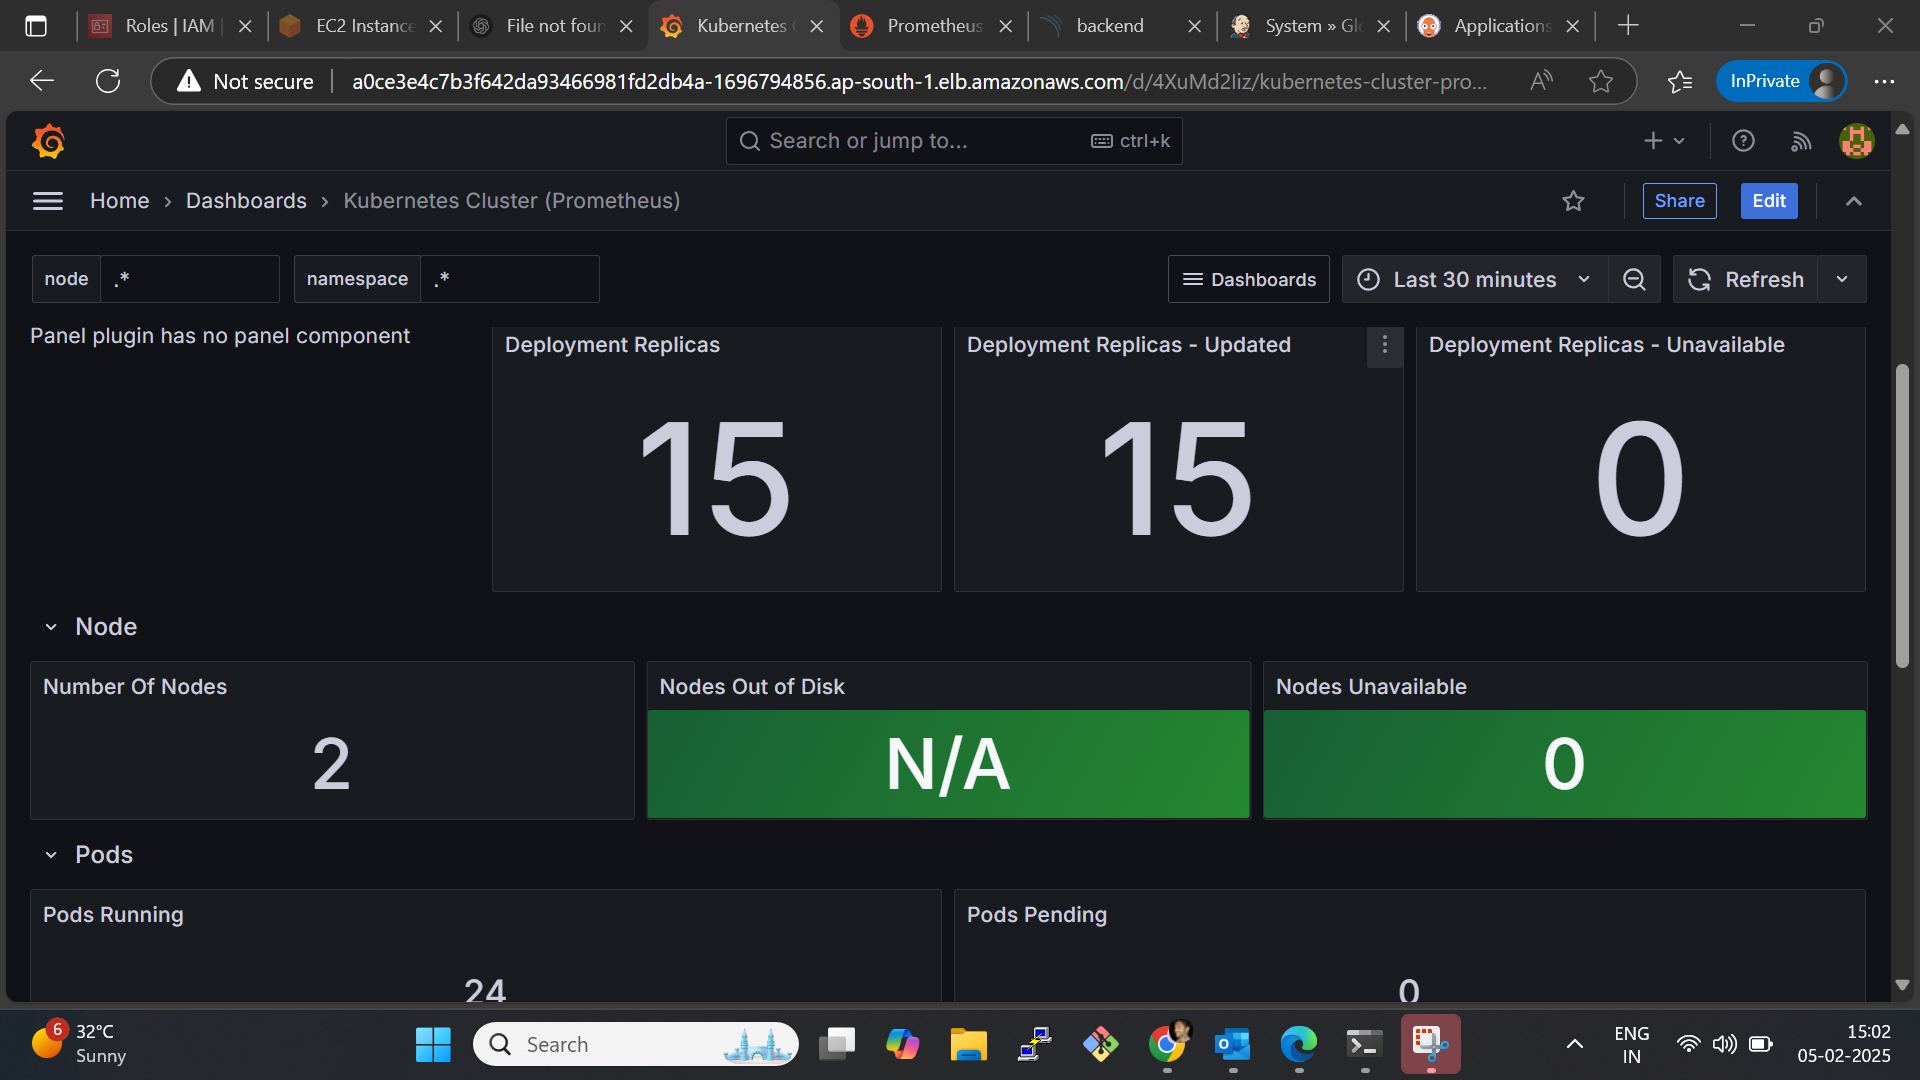 Roles | IAM
EC2 Instance
File not foun
Kubernetes C
Prometheus
backend
System » Glo
Applications
Not secure
a0ce3e4c7b3f642da93466981fd2db4a-1696794856.ap-south-1.elb.amazonaws.com/d/4XuMd2Iiz/kubernetes-cluster-pro...
InPrivate
Search or jump to...
ctrl+k
Home › Dashboards › Kubernetes Cluster (Prometheus)
Share
Edit
node
.*
namespace
.*
Dashboards
Last 30 minutes
Refresh
Panel plugin has no panel component
Deployment Replicas
15
Deployment Replicas - Updated
15
Deployment Replicas - Unavailable
0
Node
Number Of Nodes
2
Nodes Out of Disk
N/A
Nodes Unavailable
0
Pods
Pods Running
24
Pods Pending
0
6
32°C
Sunny
Search
ENG
IN
15:02
05-02-2025